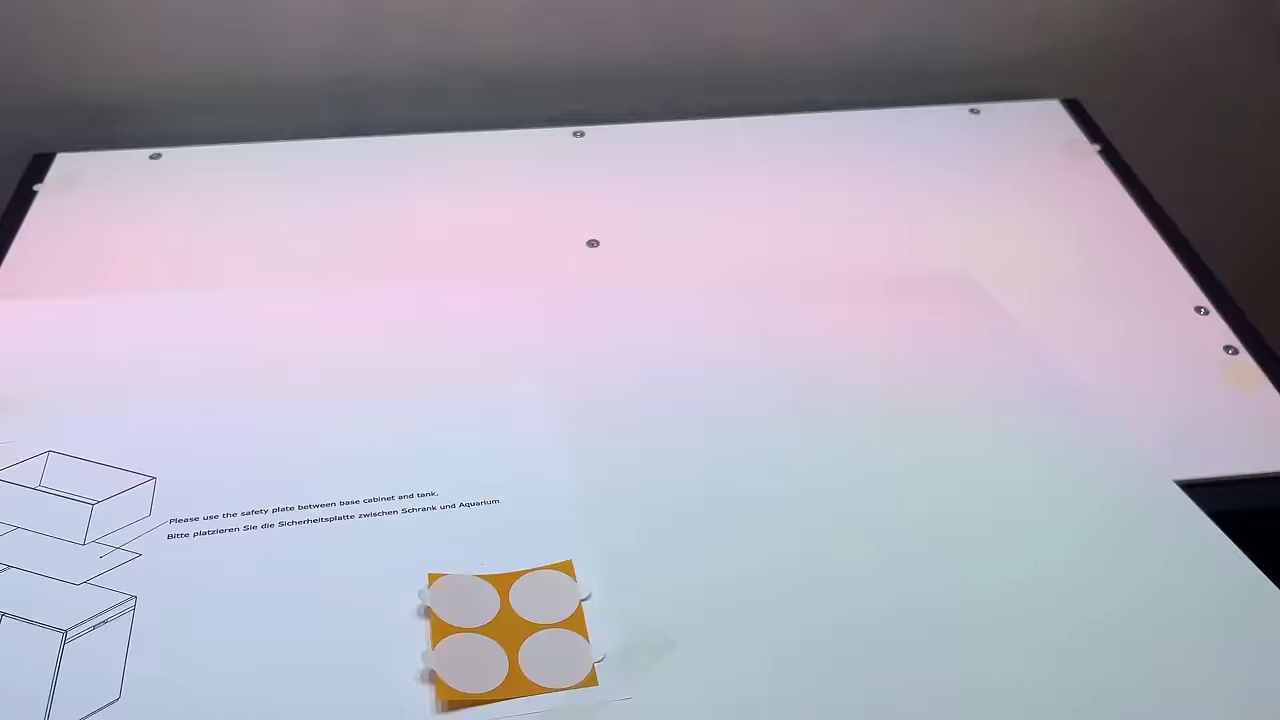 Please use the safety plate between base cabinet and tank,
Bitte platzieren Sie die Sicherheitsplatte zwischen Schrank und Aquarium